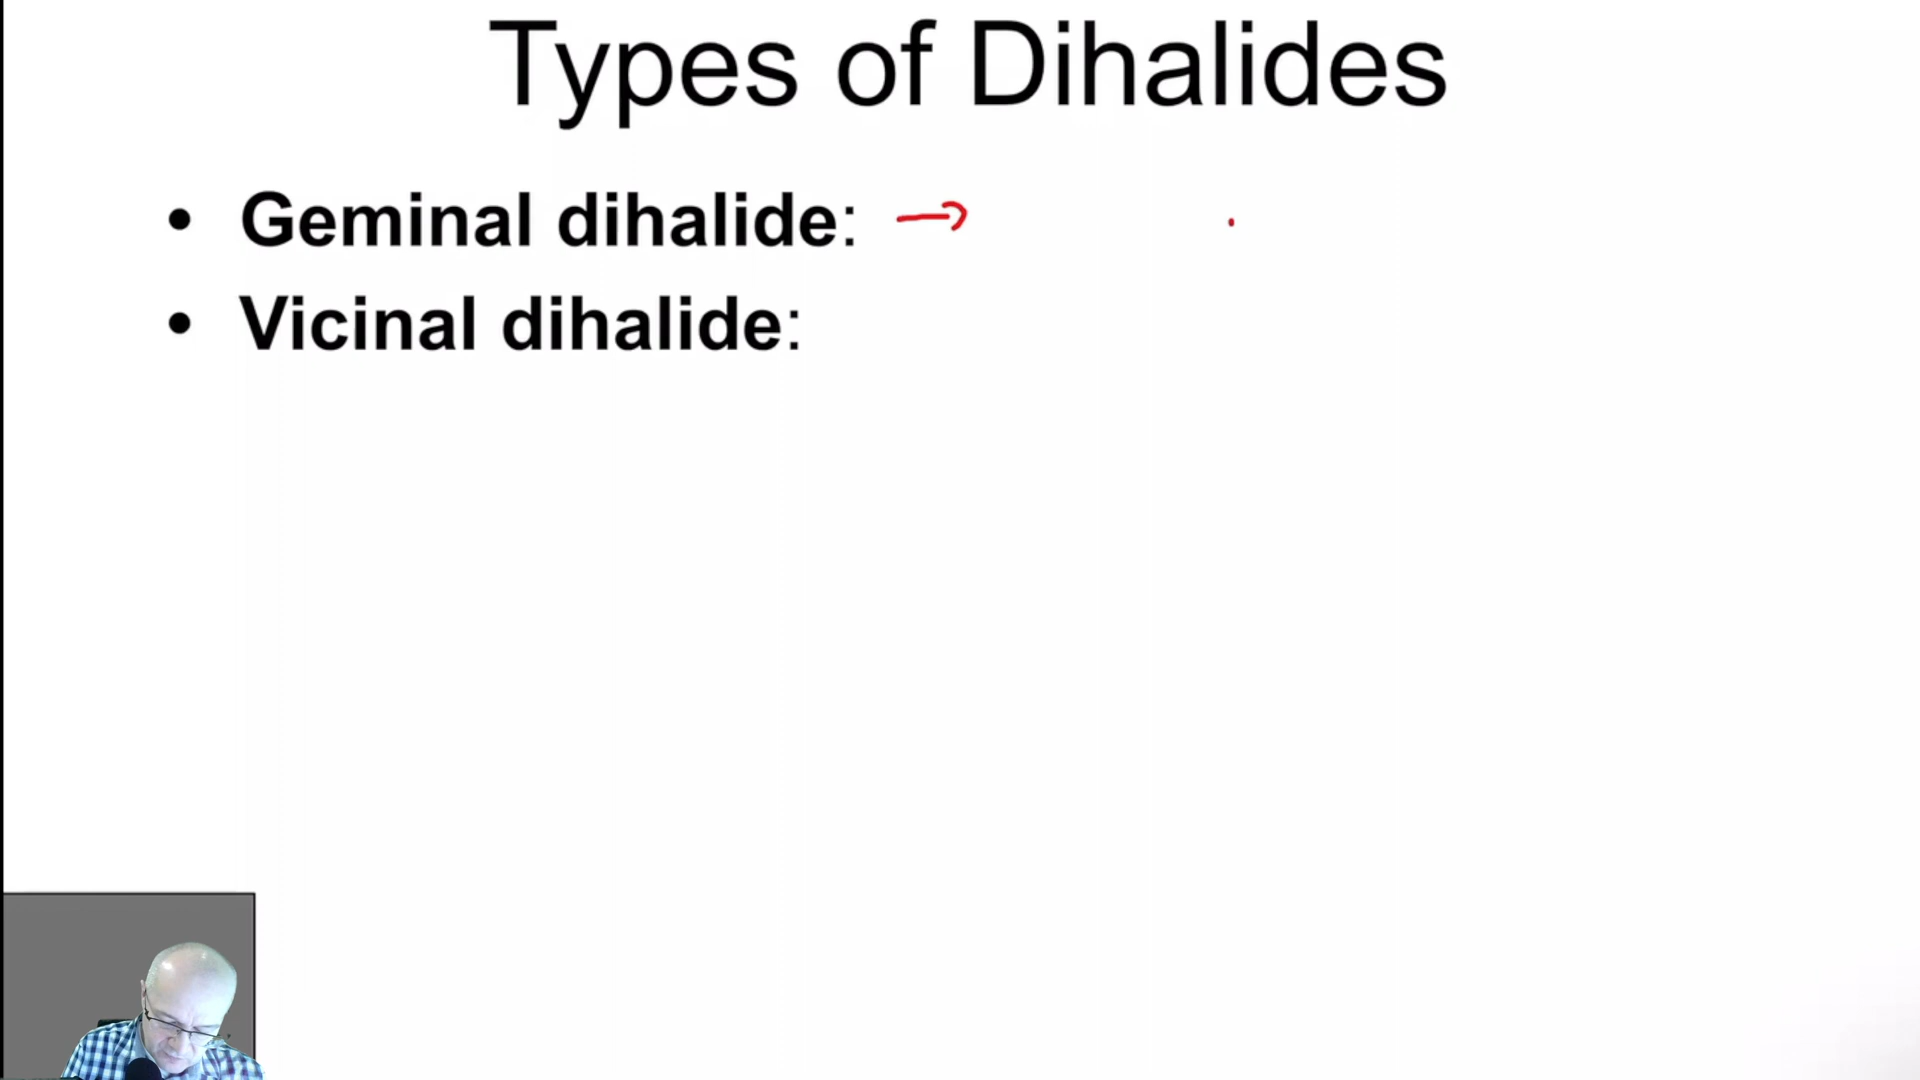 Types of Dihalides
• Geminal dihalide: →
• Vicinal dihalide: